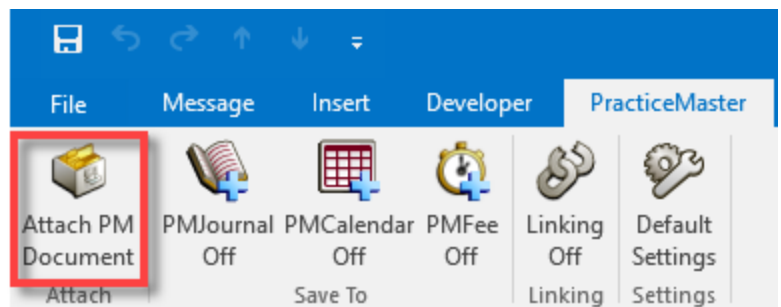 File Message Insert Developer PracticeMaster
Attach PM Document
PMJournal Off
PMCalendar Off
PMFee Off
Linking Off
Default Settings
Attach Save To Linking Settings